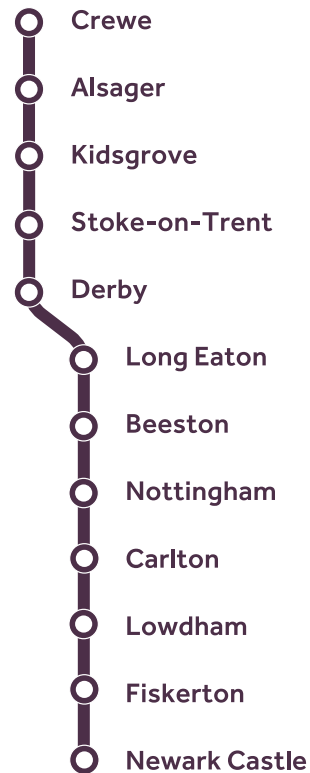 Crewe
Alsager
Kidsgrove
Stoke-on-Trent
Derby
Long Eaton
Beeston
Nottingham
Carlton
Lowdham
Fiskerton
Newark Castle